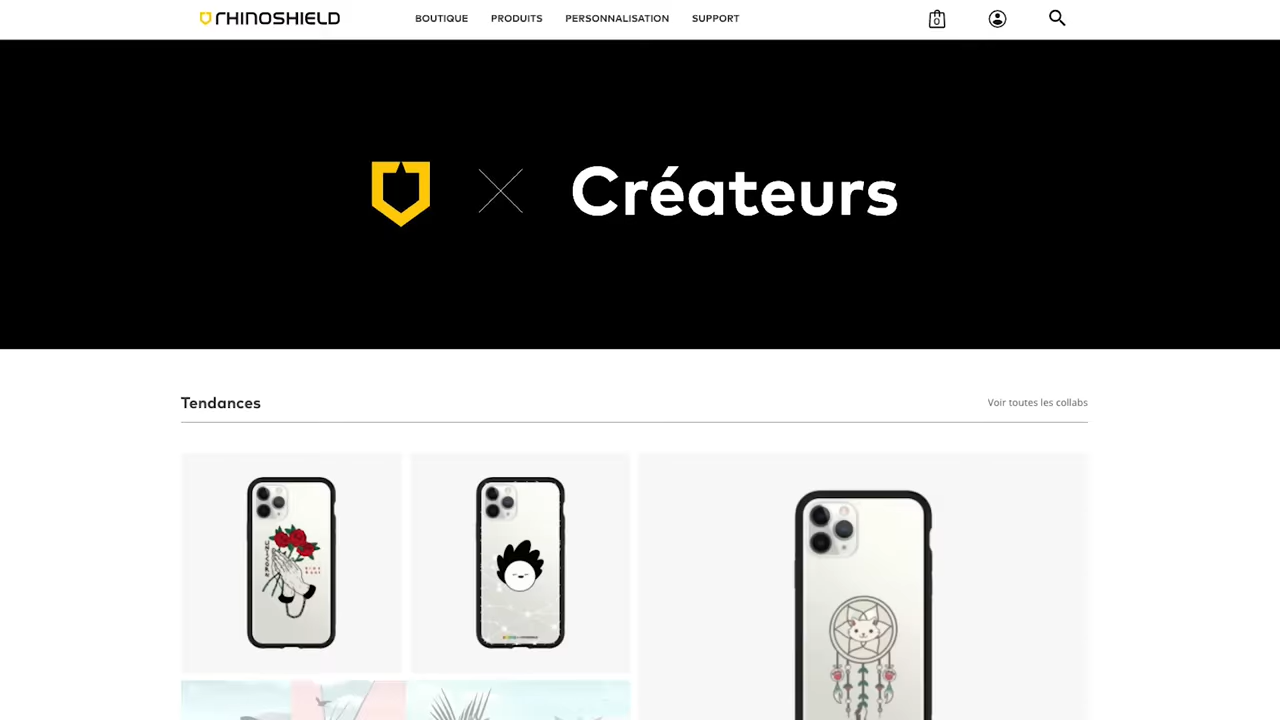 RHINOSHIELD
BOUTIQUE PRODUITS PERSONNALISATION SUPPORT
0
Créateurs
Tendances
Voir toutes les collabs